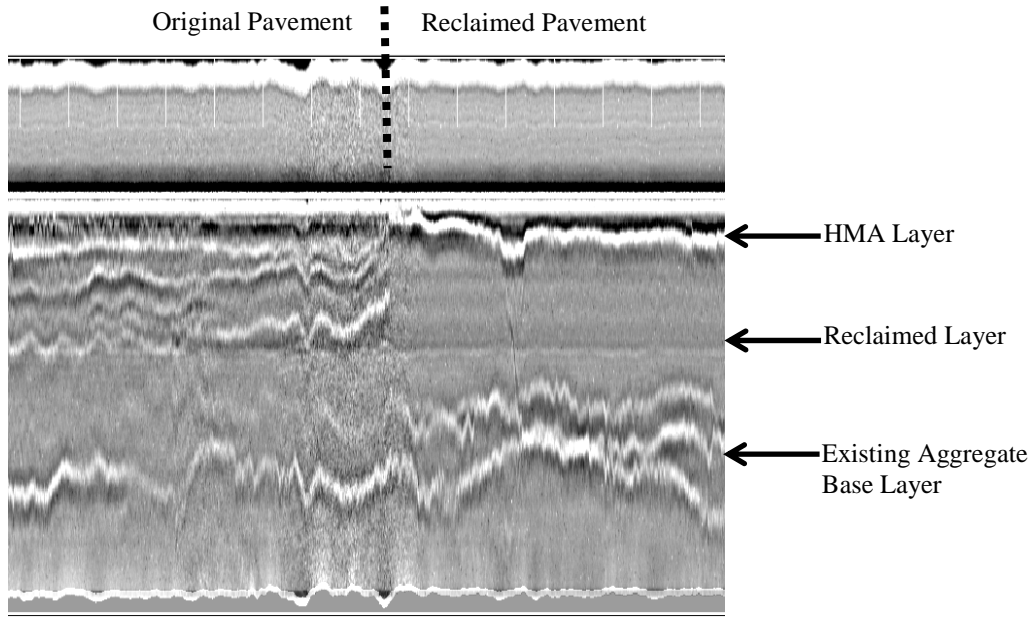 Original Pavement
Reclaimed Pavement
HMA Layer
Reclaimed Layer
Existing Aggregate
Base Layer